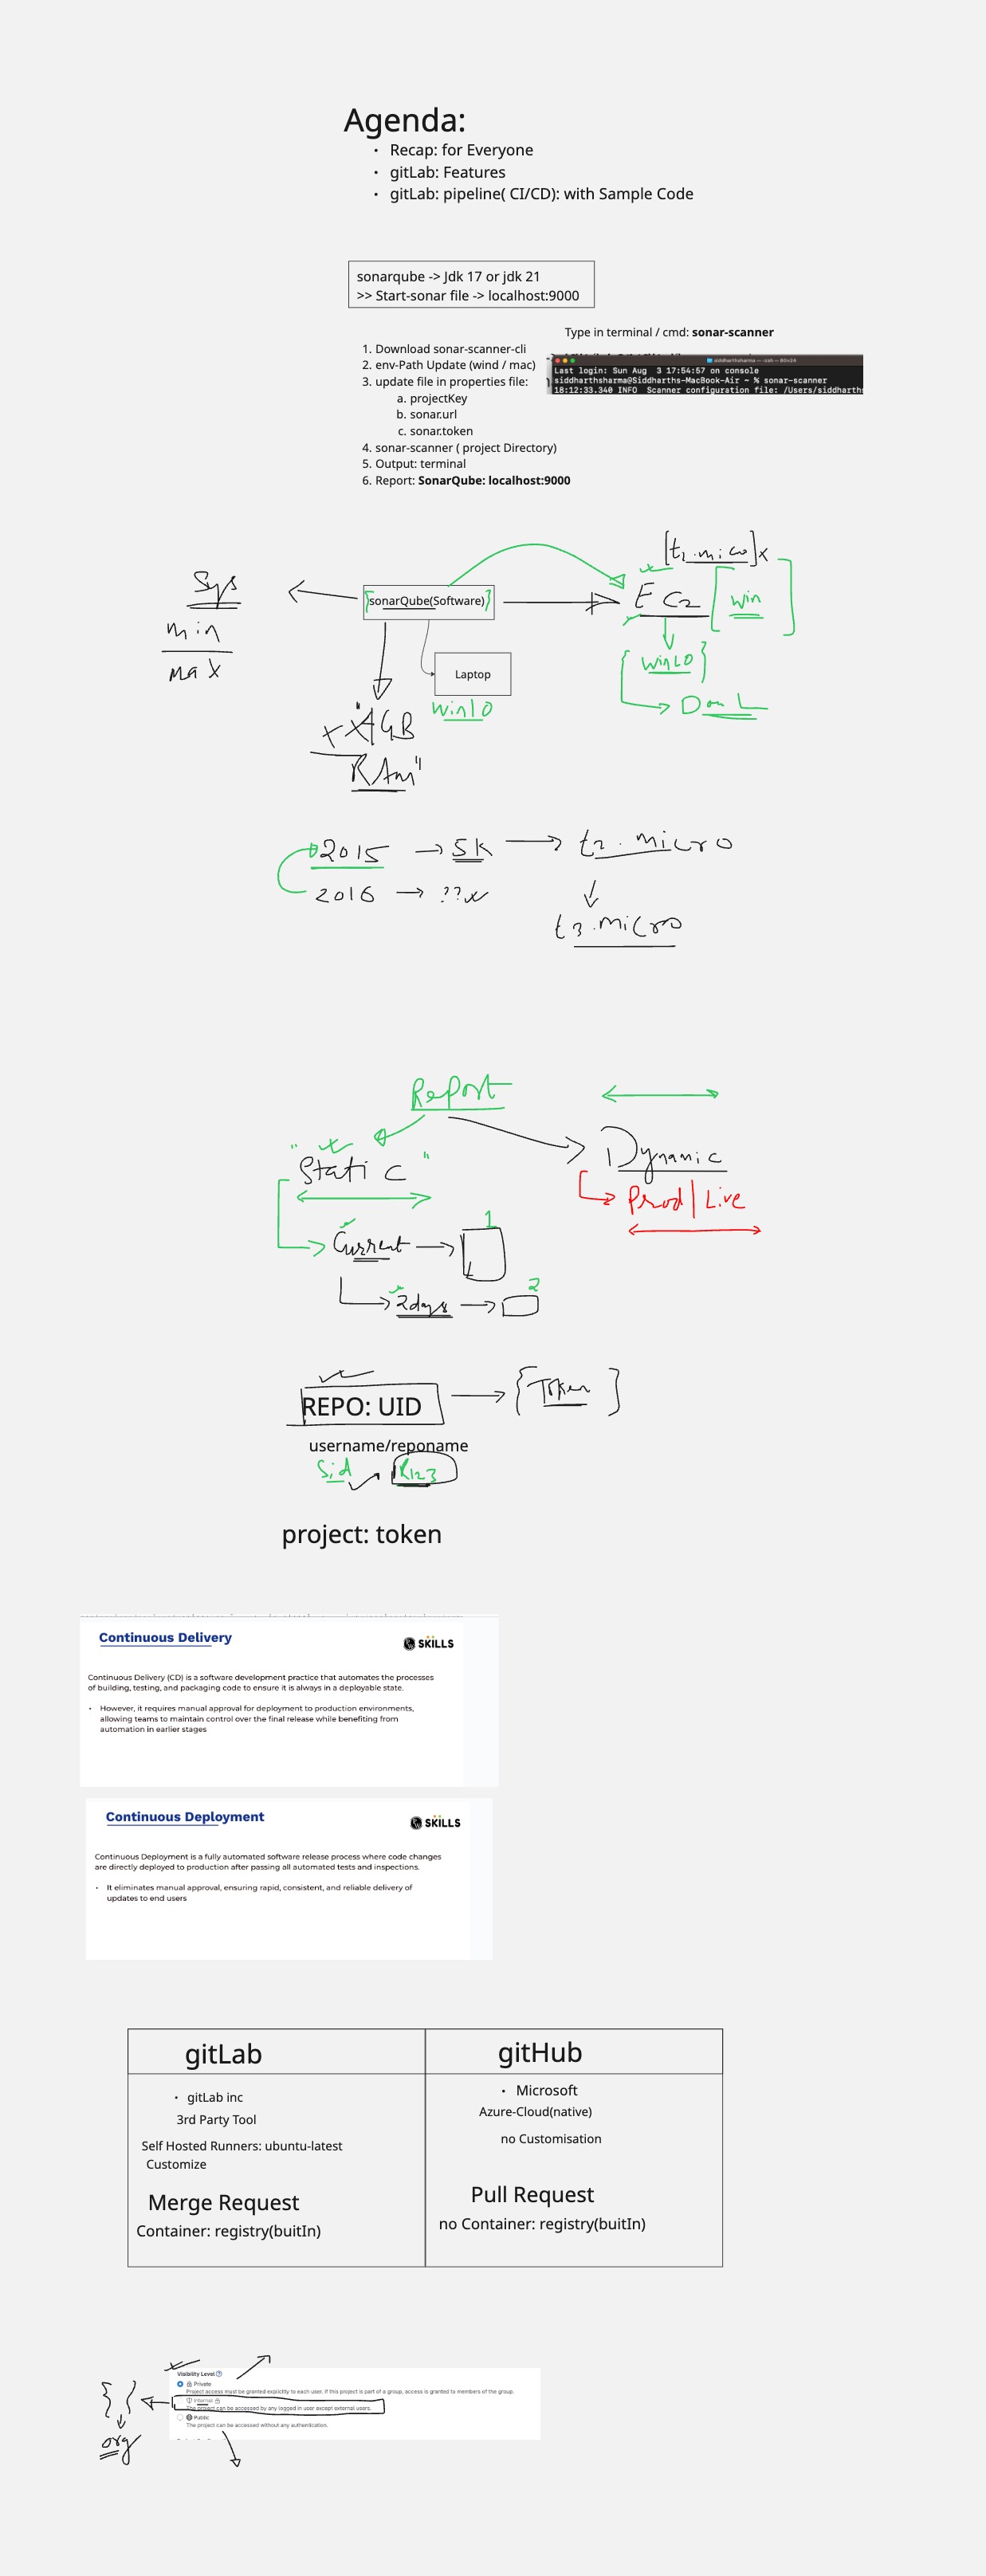 Agenda:
• Recap: for Everyone
• gitLab: Features
• gitLab: pipeline( CI/CD): with Sample Code
sonarqube -> Jdk 17 or jdk 21
>> Start-sonar file -> localhost:9000
Type in terminal / cmd: sonar-scanner
siddharthsharma — -zsh — 80×24
Last login: Sun Aug  3 17:54:57 on console
siddharthsharma@Siddharths-MacBook-Air ~ % sonar-scanner
18:12:33.340 INFO  Scanner configuration file: /Users/siddharths
1. Download sonar-scanner-cli
2. env-Path Update (wind / mac)
3. update file in properties file:
a. projectKey
b. sonar.url
c. sonar.token
4. sonar-scanner ( project Directory)
5. Output: terminal
6. Report: SonarQube: localhost:9000
[t2.mico]x
Sys
min
max
sonarQube(Software)
EC2
[win]
{win10}
Laptop
win10
4GB
RAm"
2015 → 5K → t2.micro
2016 → ??
t3.micro
Report
"Static"
Dynamic
Prod | Live
Current → 1
2days → 2
REPO: UID → {Token}
username/reponame
Sid R123
project: token
Continuous Delivery
SKILLS
Continuous Delivery (CD) is a software development practice that automates the processes
of building, testing, and packaging code to ensure it is always in a deployable state.
• However, it requires manual approval for deployment to production environments,
allowing teams to maintain control over the final release while benefiting from
automation in earlier stages
Continuous Deployment
SKILLS
Continuous Deployment is a fully automated software release process where code changes
are directly deployed to production after passing all automated tests and inspections.
• It eliminates manual approval, ensuring rapid, consistent, and reliable delivery of
updates to end users
gitLab
gitHub
• gitLab inc
3rd Party Tool
Self Hosted Runners: ubuntu-latest
Customize
Merge Request
Container: registry(buitIn)
• Microsoft
Azure-Cloud(native)
no Customisation
Pull Request
no Container: registry(buitIn)
Visibility Level
Private
Project access must be granted explicitly to each user. If this project is part of a group, access is granted to members of the group.
Internal
The project can be accessed by any logged in user except external users.
Public
The project can be accessed without any authentication.
{ }
org